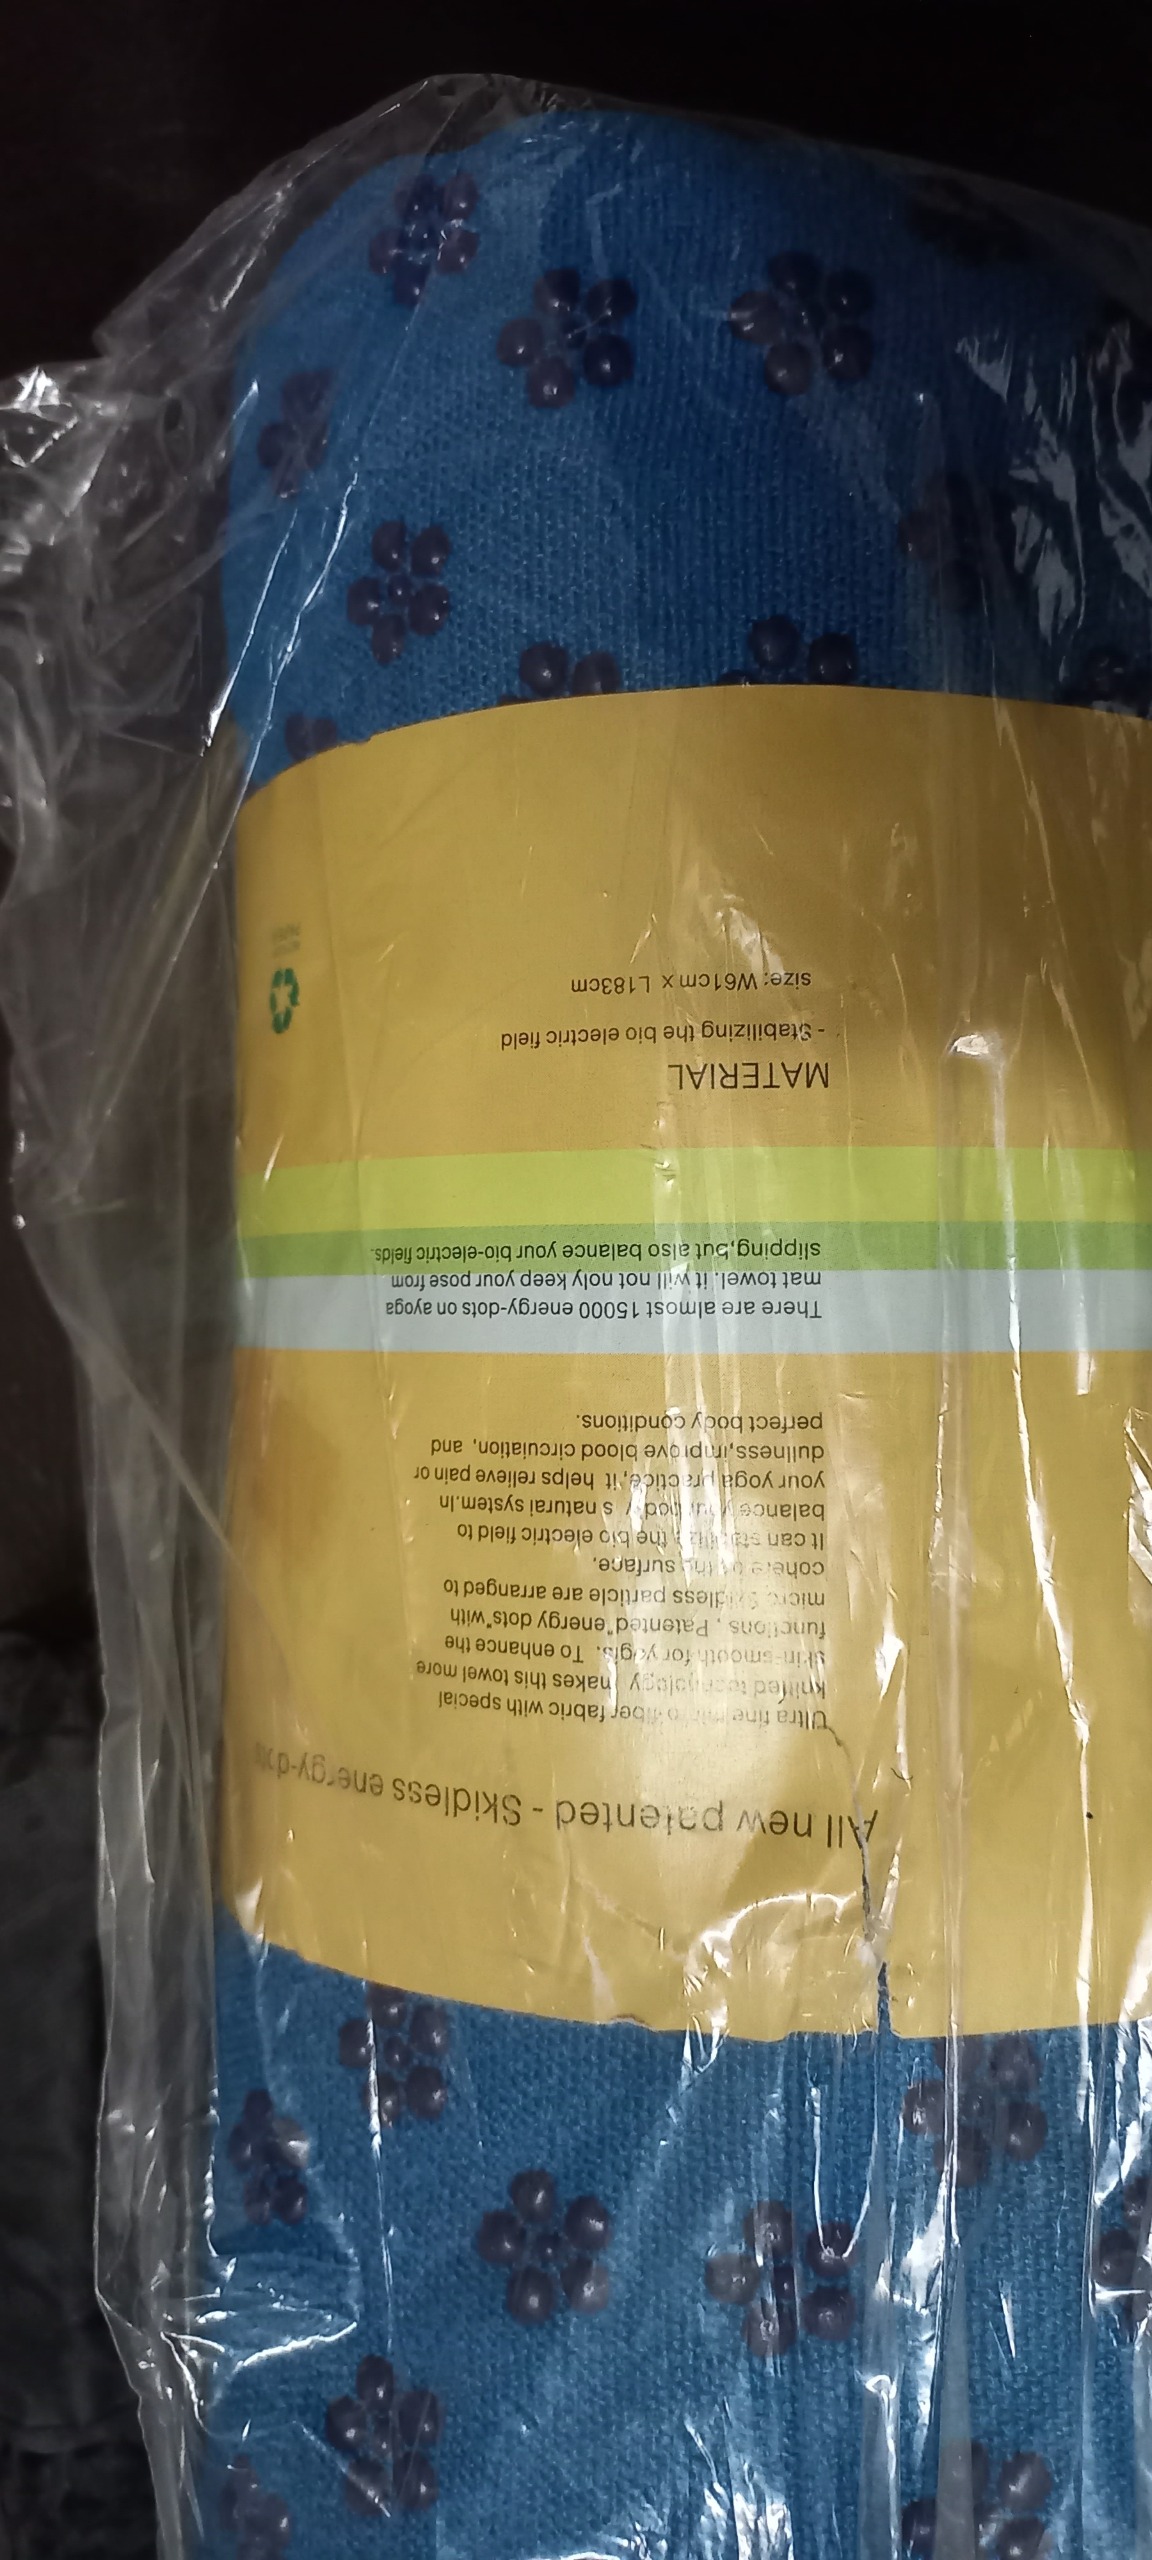 All new patented - Skidless energy-
Ultra fine fiber fabric with special
knitted technology makes this towel more
skin-smooth for yogis. To enhance the
functions , Patented"energy dots"with
micro Skidless particle are arranged to
cohere of the surface.
It can the bio electric field to
balance your body's natural system.In
your yoga practice, it helps relieve pain or
dullness,improve blood circulation, and
perfect body conditions.
There are almost 15000 energy-dots on ayoga
mat towel. it will not noly keep your pose from
slipping,but also balance your bio-electric fields.
MATERIAL
- Stabilizing the bio electric field
size: W61cm x L183cm